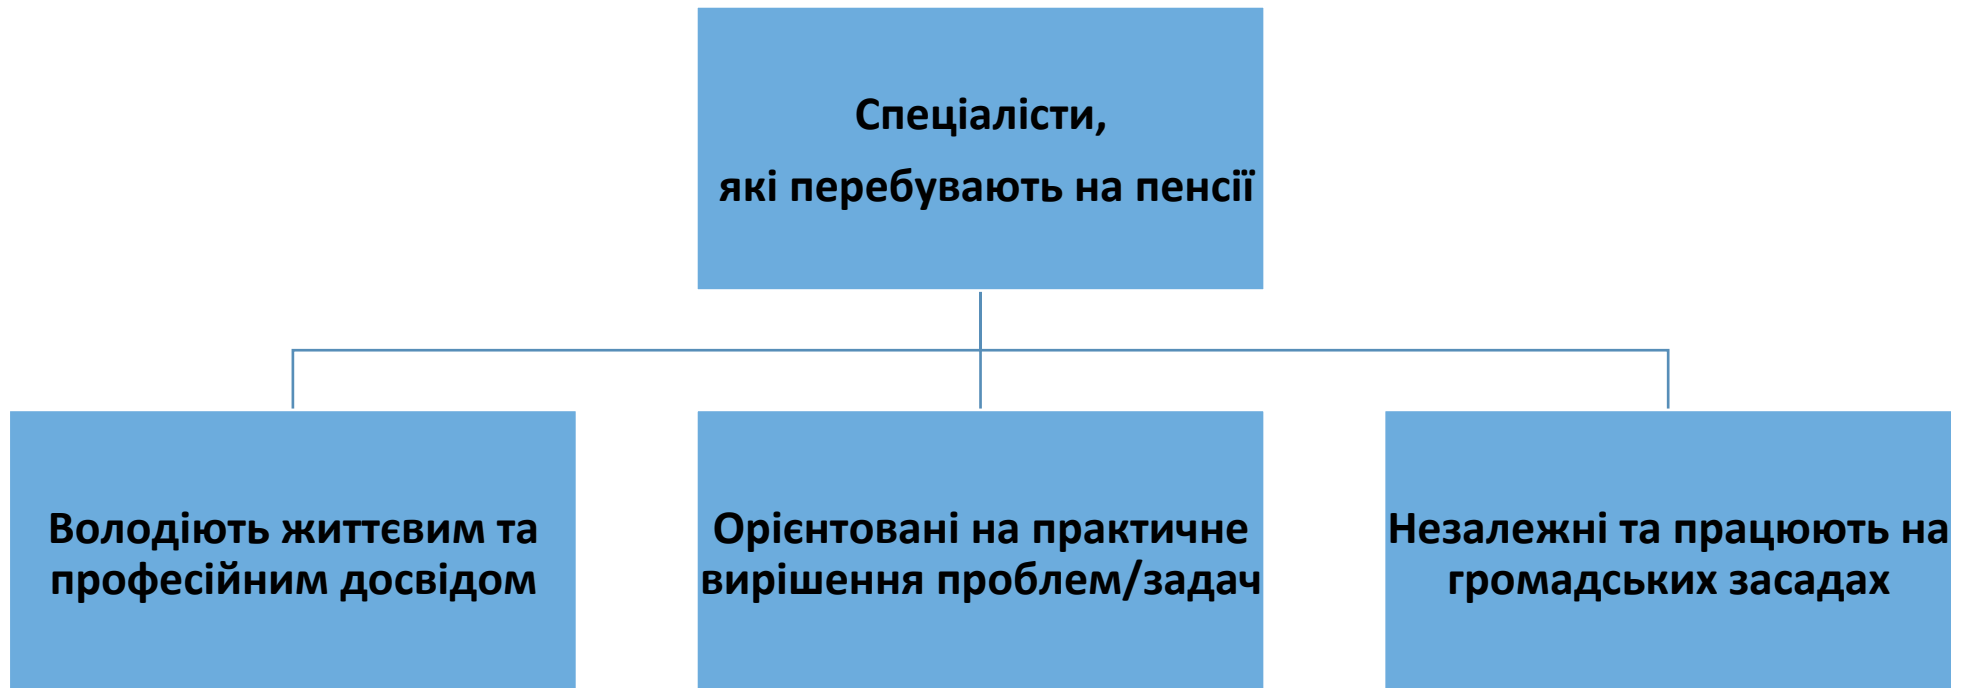 Спеціалісти,
які перебувають на пенсії
Володіють життєвим та
професійним досвідом
Орієнтовані на практичне
вирішення проблем/задач
Незалежні та працюють на
громадських засадах